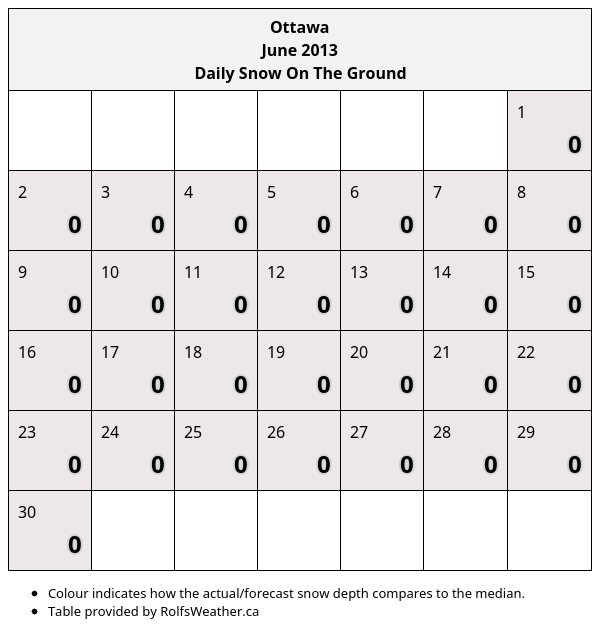 Ottawa
June 2013
Daily Snow On The Ground
1
0
2 3 4 5 6 7 8
0 0 0 0 0 0 0
9 10 11 12 13 14 15
0 0 0 0 0 0 0
16 17 18 19 20 21 22
0 0 0 0 0 0 0
23 24 25 26 27 28 29
0 0 0 0 0 0 0
30
0
• Colour indicates how the actual/forecast snow depth compares to the median.
• Table provided by RolfsWeather.ca